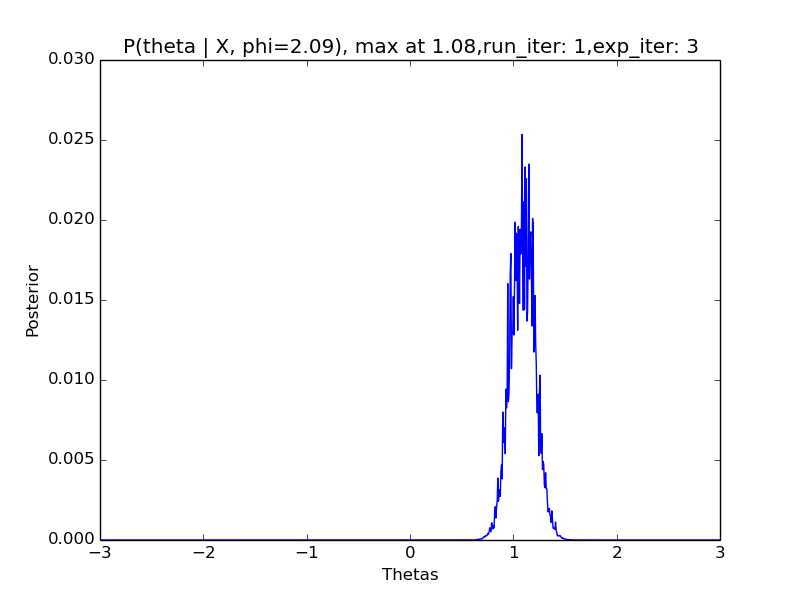 P(theta | X, phi=2.09), max at 1.08,run_iter: 1,exp_iter: 3
0.030
0.025
0.020
0.015
0.010
0.005
0.000
Posterior
−3 −2 −1 0 1 2 3
Thetas